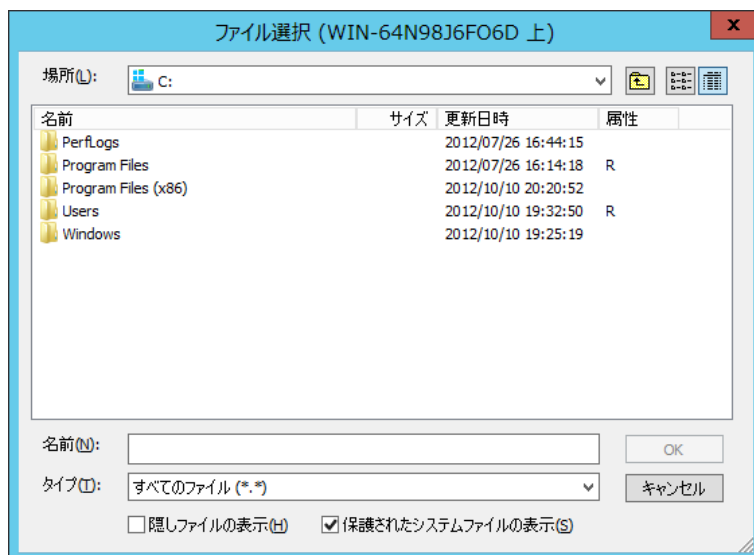 ファイル選択 (WIN-64N98J6FO6D 上)
x
場所(L): C:
名前 サイズ 更新日時 属性
PerfLogs 2012/07/26 16:44:15
Program Files 2012/07/26 16:14:18 R
Program Files (x86) 2012/10/10 20:20:52
Users 2012/10/10 19:32:50 R
Windows 2012/10/10 19:25:19
名前(N): OK
タイプ(T): すべてのファイル (*.*) キャンセル
隠しファイルの表示(H) 保護されたシステムファイルの表示(S)